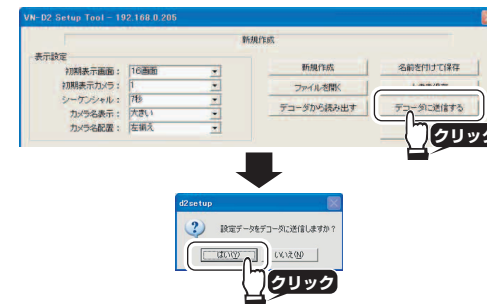 VN-D2 Setup Tool - 192.168.0.205
新規作成
表示設定
初期表示画面： 16画面
初期表示カメラ： 1
シーケンシャル： 7秒
カメラ名表示： 大きい
カメラ名配置： 左揃え
新規作成 名前を付けて保存
ファイルを開く
デコーダから読み出す デコーダに送信する
クリック
d2setup
設定データをデコーダに送信しますか？
はい(Y) いいえ(N)
クリック